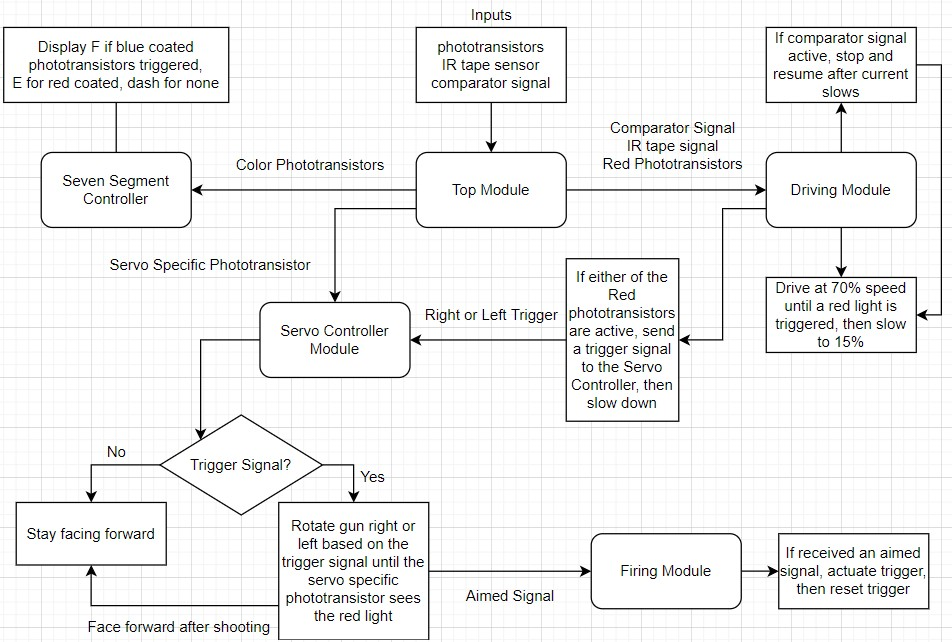 Inputs
Display F if blue coated
phototransistors triggered,
E for red coated, dash for none
phototransistors
IR tape sensor
comparator signal
If comparator signal
active, stop and
resume after current
slows
Comparator Signal
IR tape signal
Red Phototransistors
Color Phototransistors
Seven Segment
Controller
Top Module
Driving Module
Servo Specific Phototransistor
If either of the
Red
phototransistors
are active, send
a trigger signal
to the Servo
Controller, then
slow down
Drive at 70% speed
until a red light is
triggered, then slow
to 15%
Right or Left Trigger
Servo Controller
Module
Trigger Signal?
No
Yes
Stay facing forward
Rotate gun right or
left based on the
trigger signal until the
servo specific
phototransistor sees
the red light
Firing Module
If received an aimed
signal, actuate trigger,
then reset trigger
Aimed Signal
Face forward after shooting